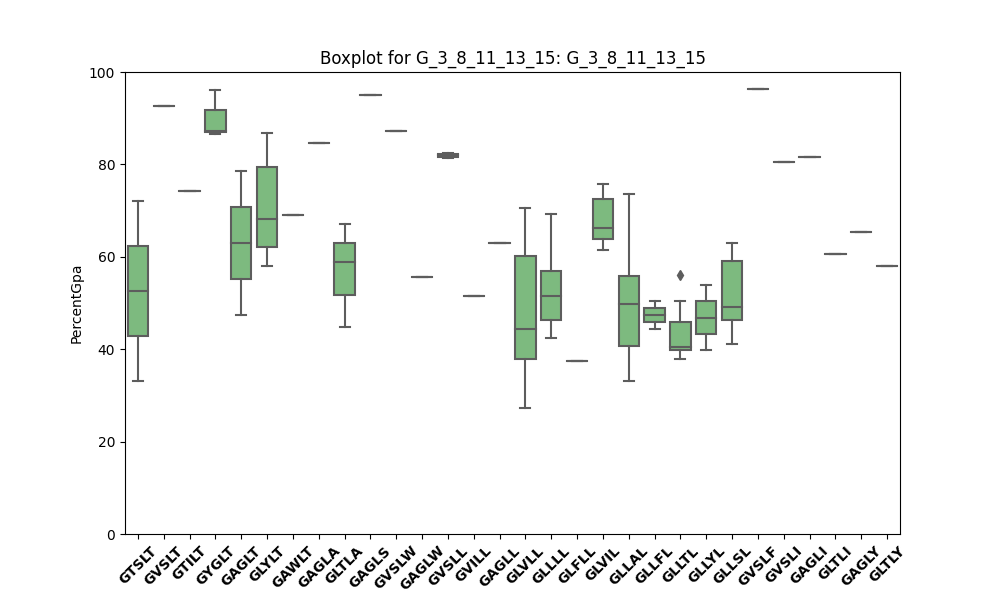 Boxplot for G_3_8_11_13_15: G_3_8_11_13_15
100
80
60
40
20
0
PercentGpa
GTSLT
GVSLT
GTILT
GYGLT
GAGLT
GLYLT
GAWLT
GAGLA
GLTLA
GAGLS
GVSLW
GAGLW
GVSLL
GVILL
GAGLL
GLVLL
GLLLL
GLFLL
GLVIL
GLLAL
GLLFL
GLLTL
GLLYL
GLLSL
GVSLF
GVSLI
GAGLI
GLTLI
GAGLY
GLTLY